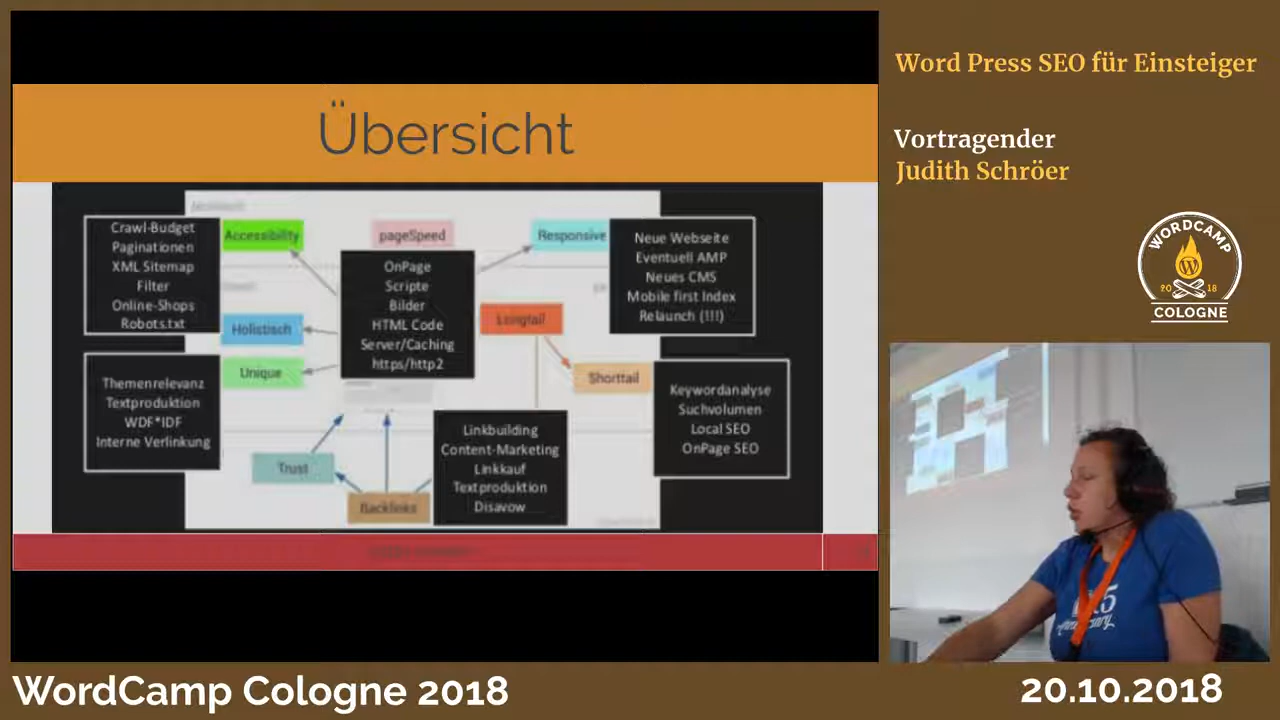 Übersicht
Crawl-Budget
Paginationen
XML Sitemap
Filter
Online-Shops
Robots.txt
Accessibility
pageSpeed
Responsive
Neue Webseite
Eventuell AMP
Neues CMS
Mobile first Index
Relaunch (!!!)
OnPage
Scripte
Bilder
HTML Code
Server/Caching
https/http2
Holistisch
Longtail
Unique
Shorttail
Themenrelevanz
Textproduktion
WDF*IDF
Interne Verlinkung
Keywordanalyse
Suchvolumen
Local SEO
OnPage SEO
Linkbuilding
Content-Marketing
Linkkauf
Textproduktion
Disavow
Trust
Backlinks
Word Press SEO für Einsteiger
Vortragender
Judith Schröer
WORDCAMP
2018
COLOGNE
WordCamp Cologne 2018
20.10.2018